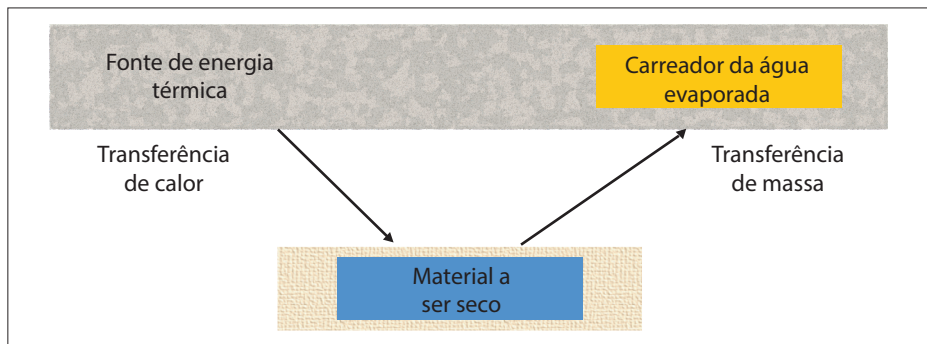 Fonte de energia
térmica
Carreador da água
evaporada
Transferência
de calor
Transferência
de massa
Material a
ser seco